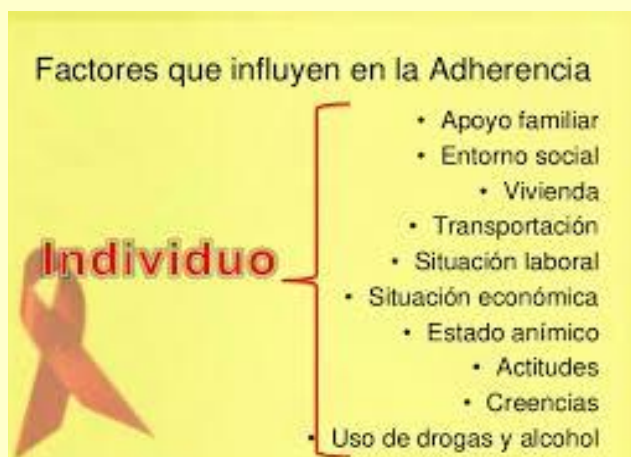 Factores que influyen en la Adherencia
Individuo
• Apoyo familiar
• Entorno social
• Vivienda
• Transportación
• Situación laboral
• Situación económica
• Estado anímico
• Actitudes
• Creencias
• Uso de drogas y alcohol